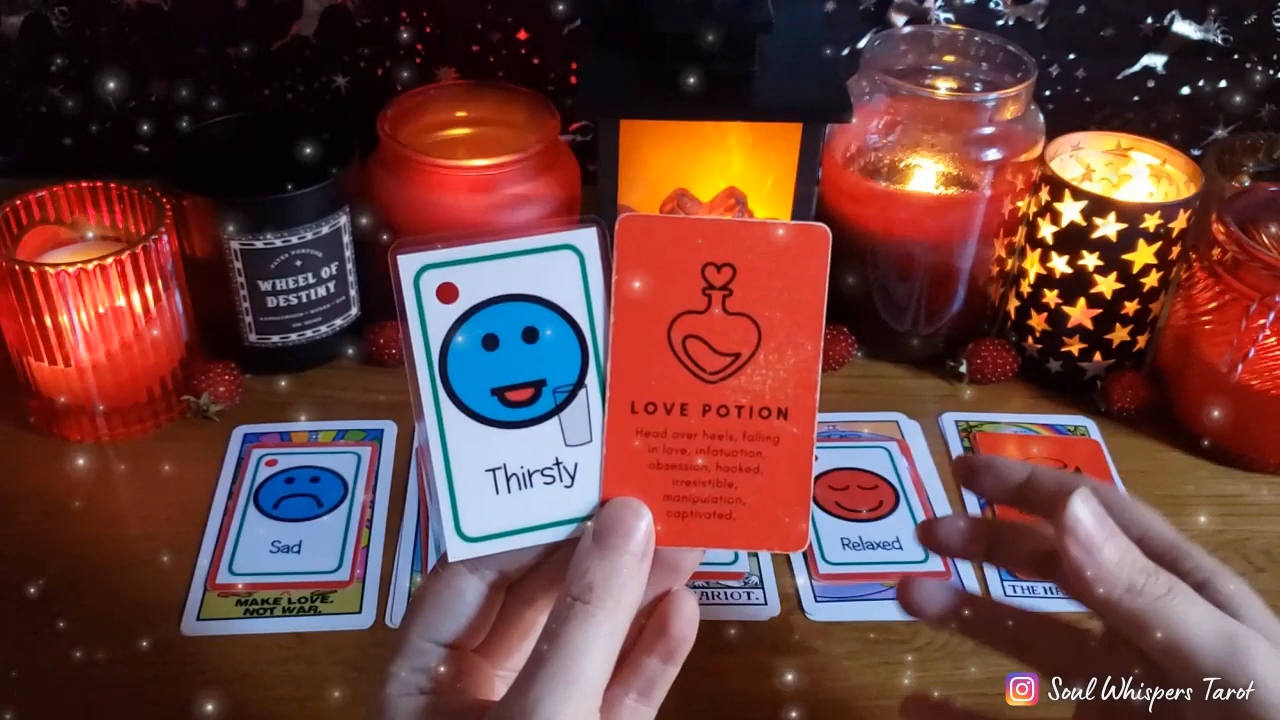 WHEEL OF
DESTINY
Thirsty
LOVE POTION
Head over heels, falling
in love, infatuation,
obsession, hooked,
irresistible,
manipulation,
captivated.
Sad
MAKE LOVE.
NOT WAR.
ARIOT.
Relaxed
THE HA
Soul Whispers Tarot